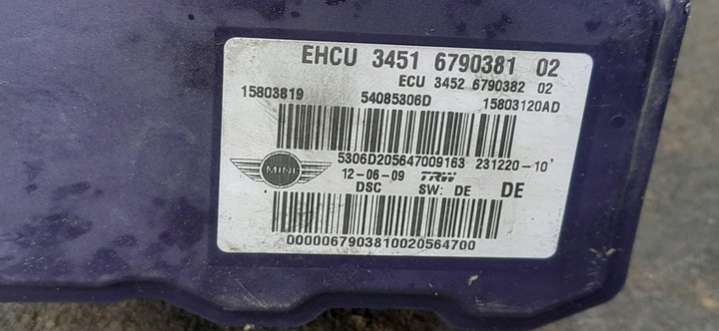 EHCU 3451 6790381 02
ECU 3452 6790382 02
15803819 54085306D 15803120AD
5306D205647009163 231220-10'
MINI 12-06-09 TRW
DSC SW: DE DE
0000067903810020564700